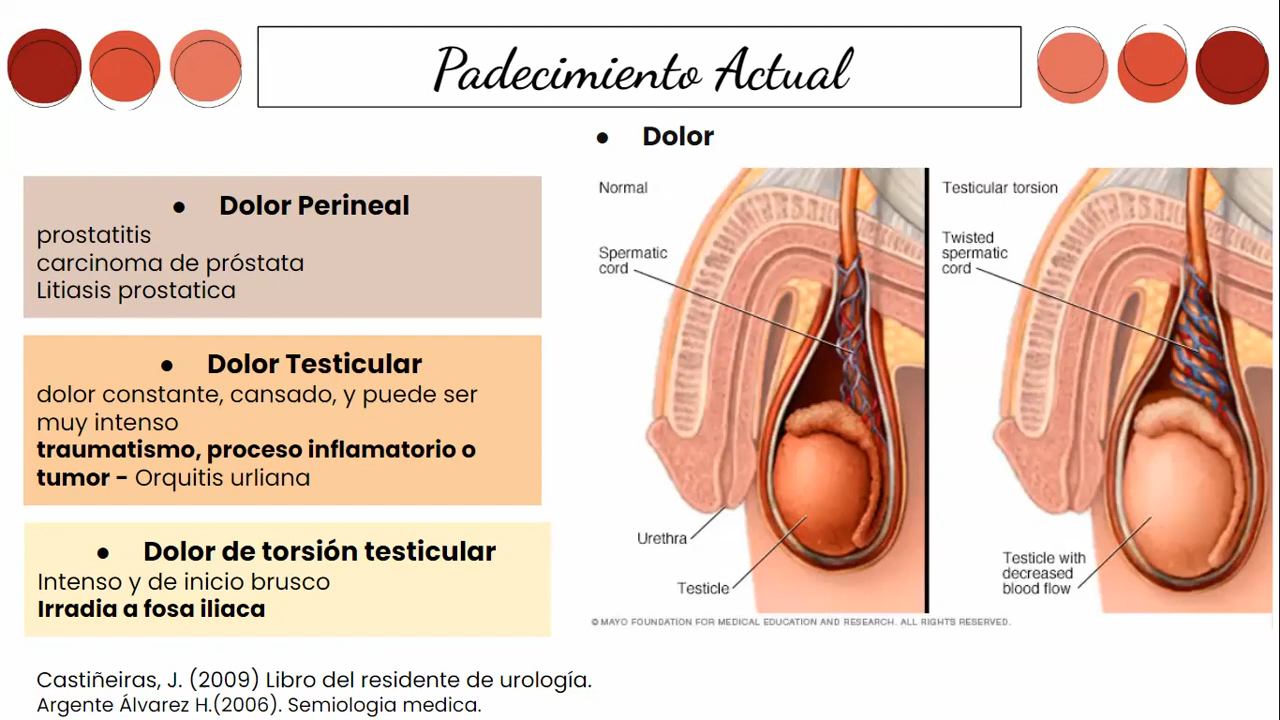 Padecimiento Actual
● Dolor
● Dolor Perineal
prostatitis
carcinoma de próstata
Litiasis prostatica
● Dolor Testicular
dolor constante, cansado, y puede ser
muy intenso
traumatismo, proceso inflamatorio o
tumor - Orquitis urliana
● Dolor de torsión testicular
Intenso y de inicio brusco
Irradia a fosa iliaca
Normal
Spermatic
cord
Urethra
Testicle
Testicular torsion
Twisted
spermatic
cord
Testicle with
decreased
blood flow
© MAYO FOUNDATION FOR MEDICAL EDUCATION AND RESEARCH. ALL RIGHTS RESERVED.
Castiñeiras, J. (2009) Libro del residente de urología.
Argente Álvarez H.(2006). Semiologia medica.